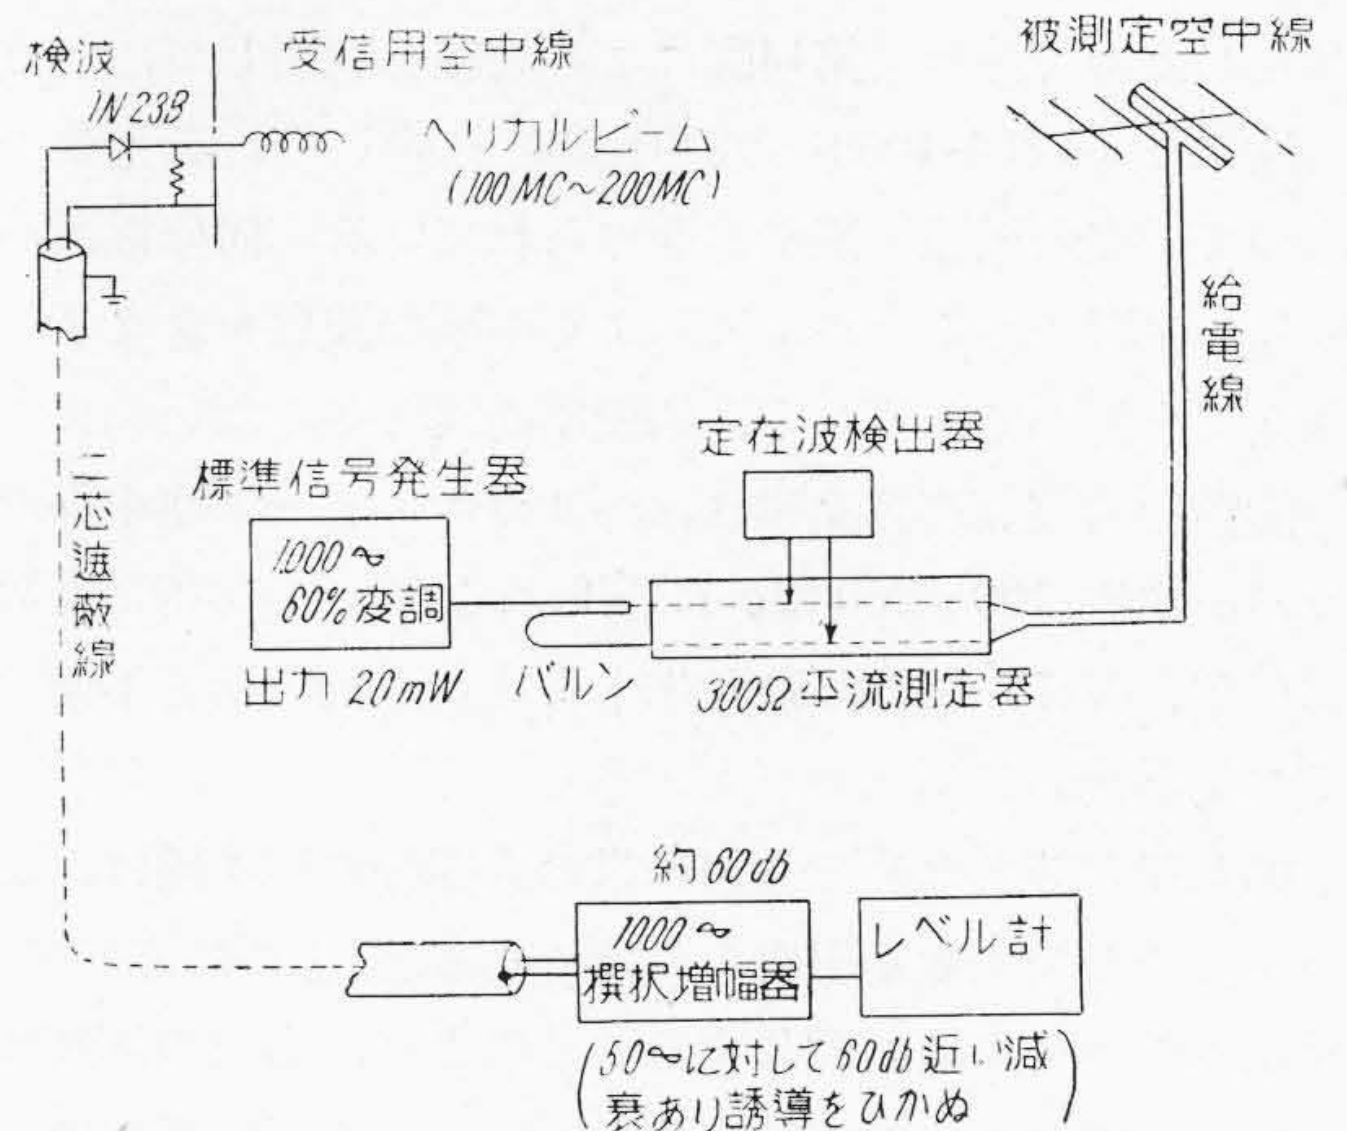 検波
1N23B
受信用空中線
ヘリカルビーム
(100MC~200MC)
被測定空中線
給電線
二芯遮蔽線
標準信号発生器
1000∼
60%変調
出力 20mW
バルン
定在波検出器
300Ω 平流測定器
約60db
1000∼
撰択増幅器
レベル計
(50∼に対して60db近い減
衰あり誘導をひかぬ)